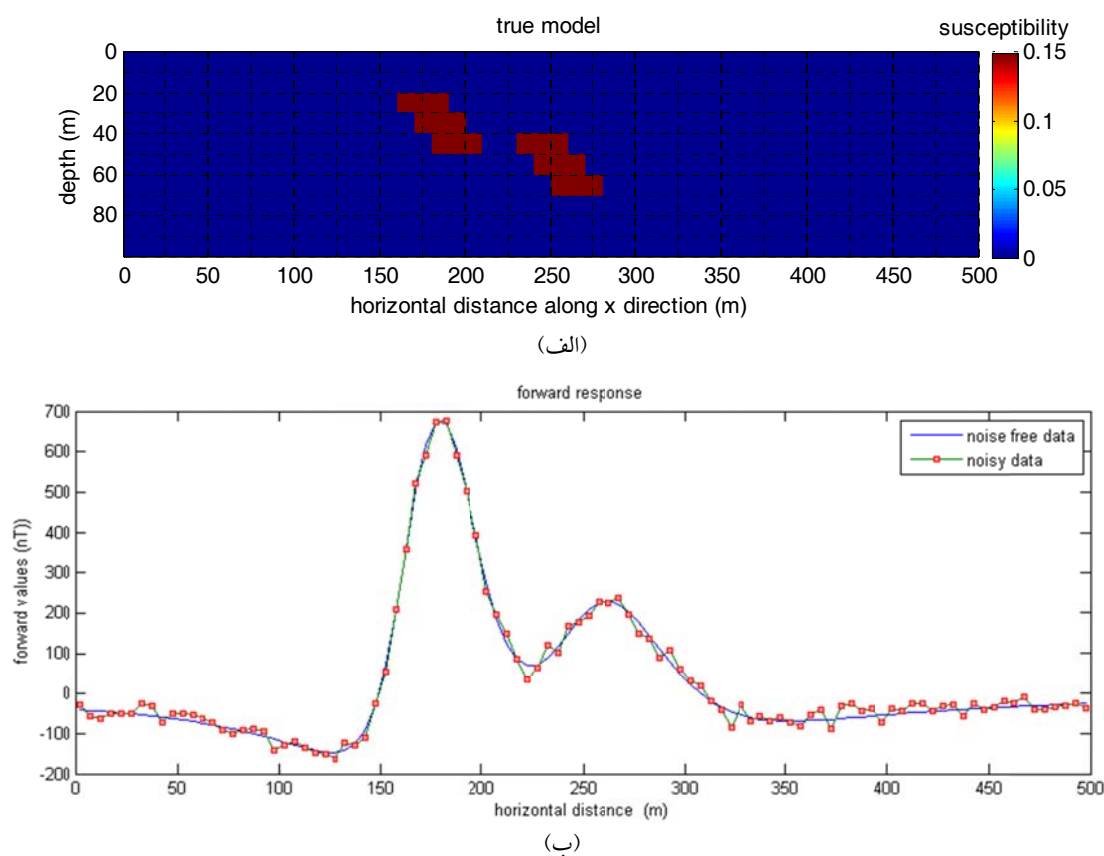 true model
susceptibility
0
20
40
60
80
depth (m)
0.15
0.1
0.05
0
0 50 100 150 200 250 300 350 400 450 500
horizontal distance along x direction (m)
(الف)
forward response
noise free data
noisy data
700
600
500
400
300
200
100
0
-100
-200
forward values (nT))
0 50 100 150 200 250 300 350 400 450 500
horizontal distance (m)
(ب)